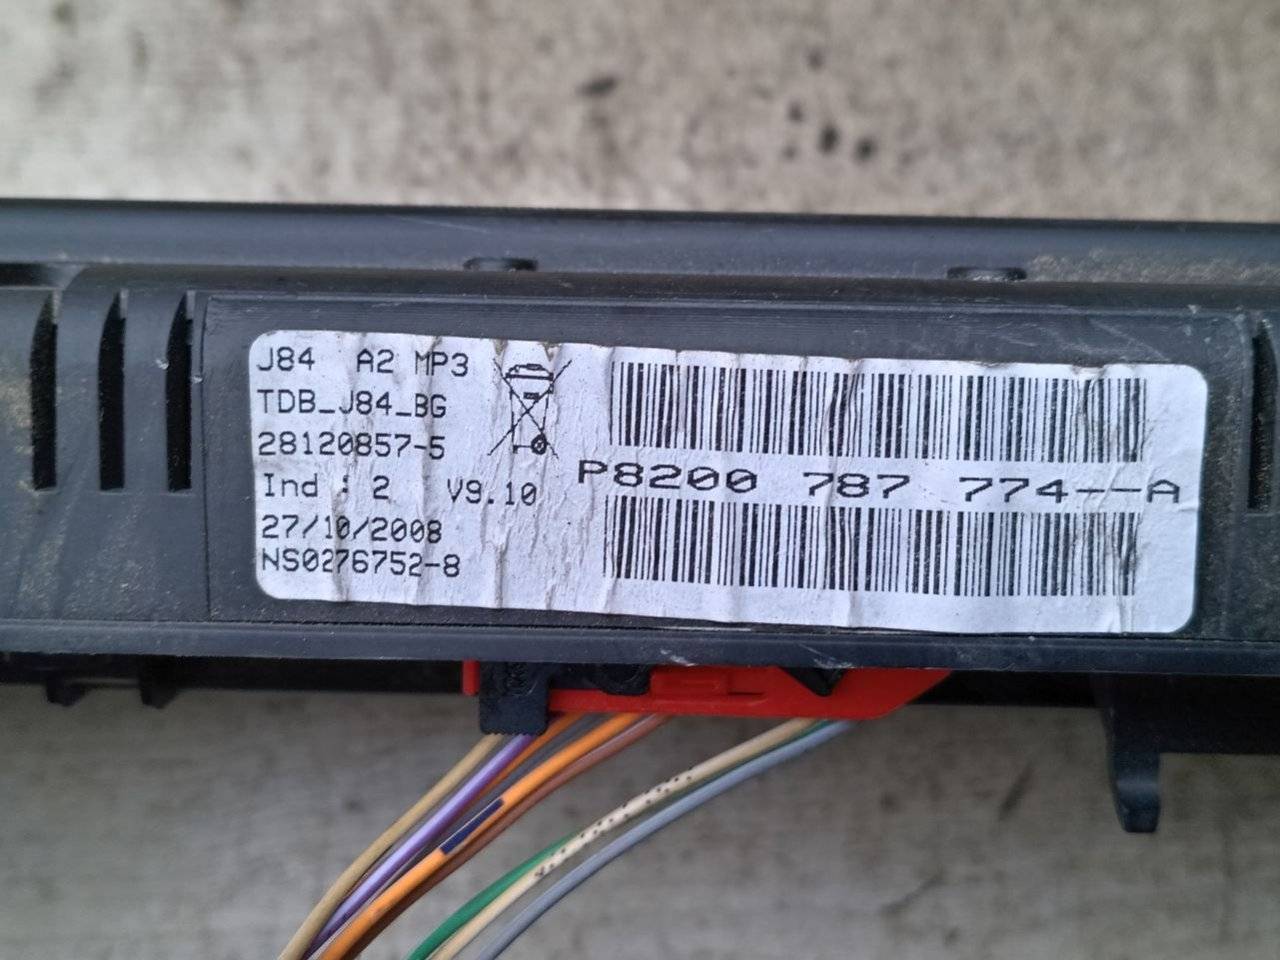 J84 A2 MP3
TDB_J84_BG
28120857-5
Ind : 2 V9.10
27/10/2008
NS0276752-8
P8200 787 774--A